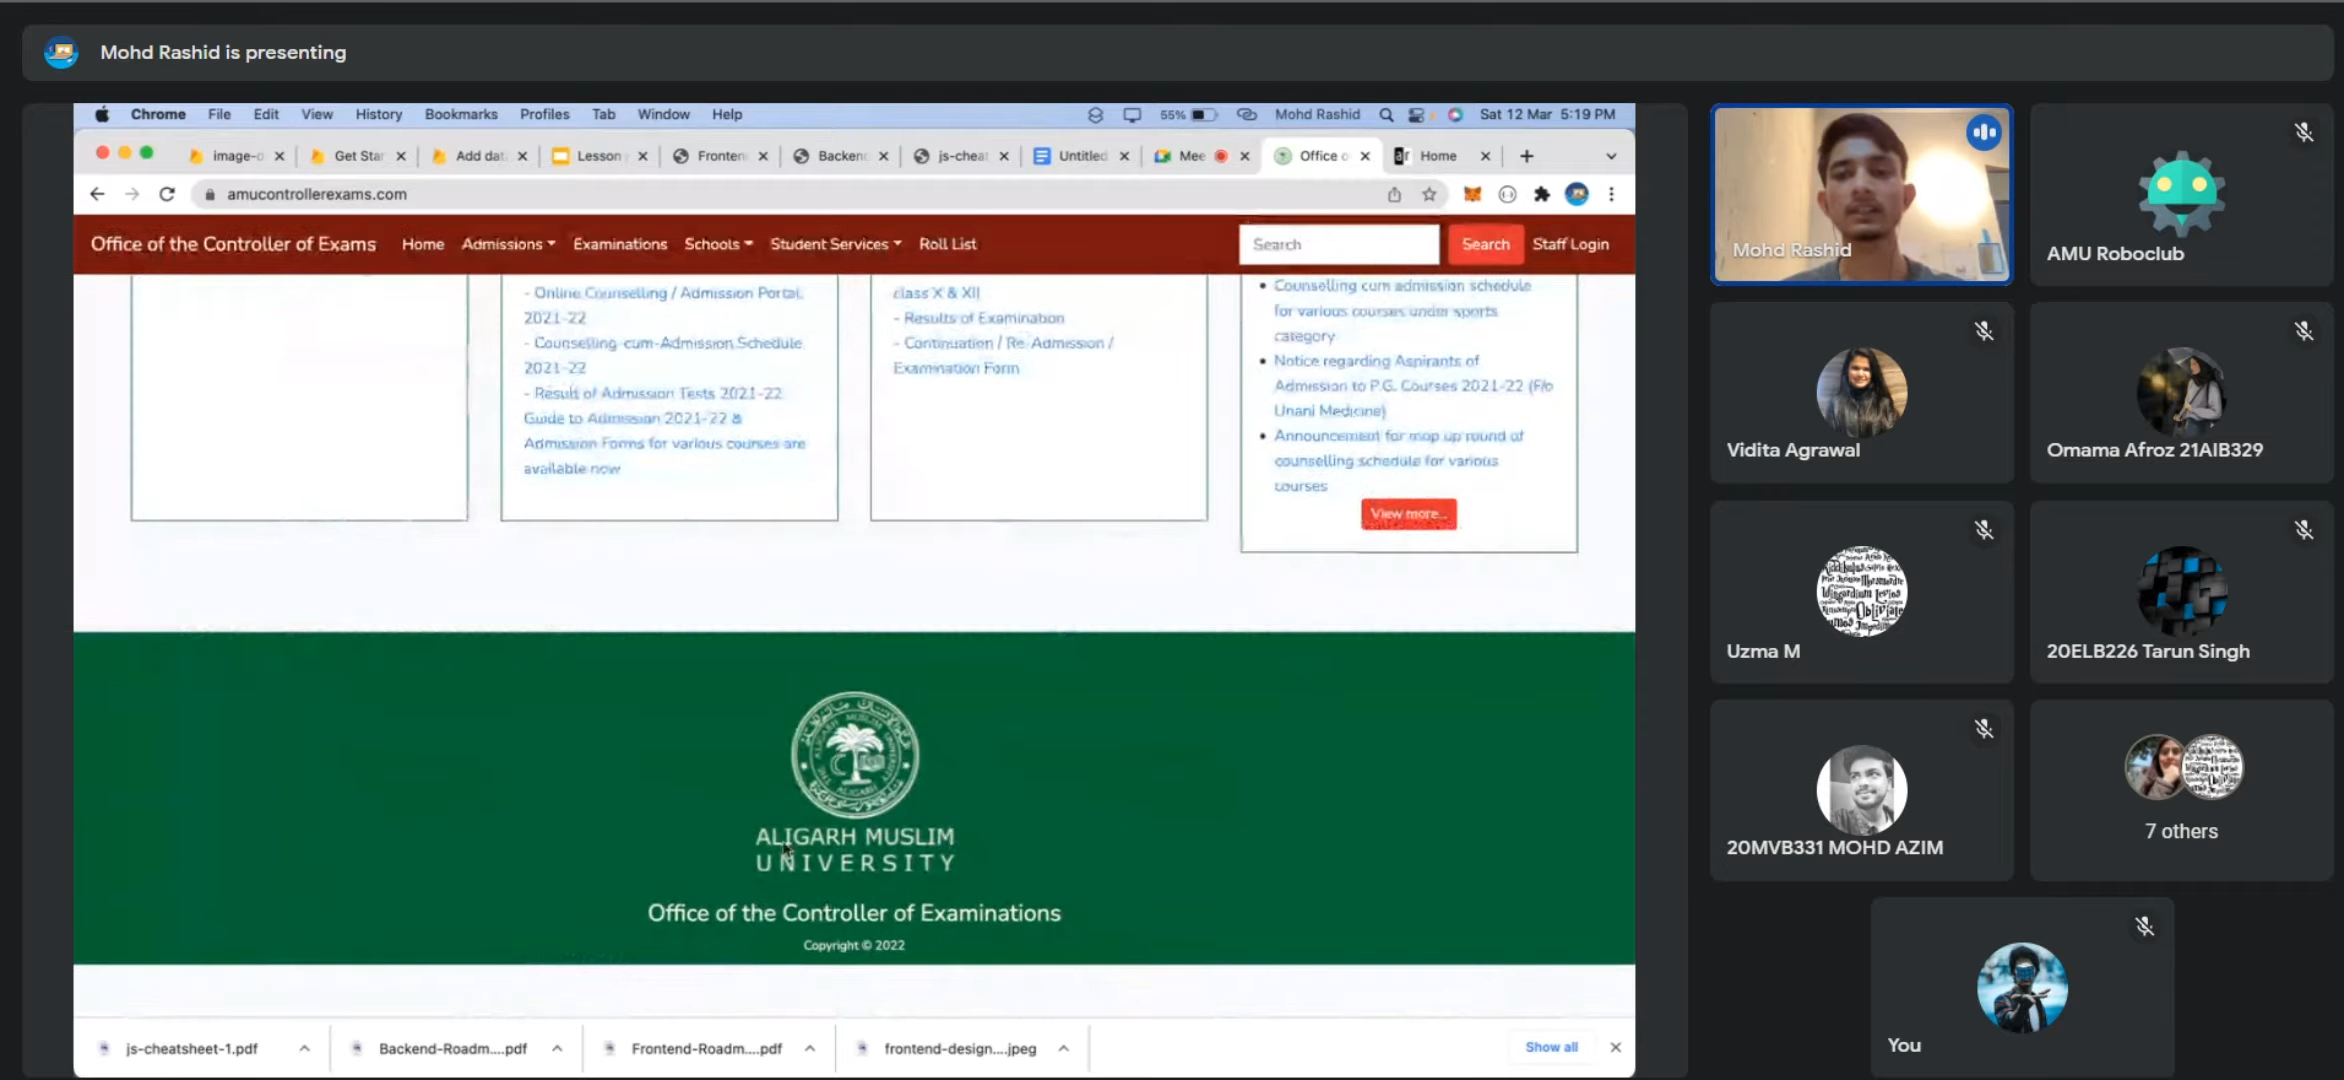 Mohd Rashid is presenting
Chrome File Edit View History Bookmarks Profiles Tab Window Help 55% Mohd Rashid Sat 12 Mar 5:19 PM
image-o Get Star Add dat Lesson Fronten Backend js-cheat Untitled Mee Office o ar Home
amucontrollerexams.com
Office of the Controller of Exams Home Admissions Examinations Schools Student Services Roll List Search Search Staff Login
- Online Counselling / Admission Portal
2021-22
- Counselling-cum-Admission Schedule
2021-22
- Result of Admission Tests 2021-22
Guide to Admission 2021-22 &
Admission Forms for various courses are
available now
class X & XII
- Results of Examination
- Continuation / Re-Admission /
Examination Form
• Counselling cum admission schedule
for various courses under sports
category
• Notice regarding Aspirants of
Admission to P.G. Courses 2021-22 (F/o
Unani Medicine)
• Announcement for mop up round of
counselling schedule for various
courses
View more...
ALIGARH MUSLIM
UNIVERSITY
Office of the Controller of Examinations
Copyright © 2022
js-cheatsheet-1.pdf Backend-Roadm....pdf Frontend-Roadm....pdf frontend-design....jpeg Show all
Mohd Rashid
AMU Roboclub
Vidita Agrawal
Omama Afroz 21AIB329
Uzma M
20ELB226 Tarun Singh
20MVB331 MOHD AZIM
7 others
You